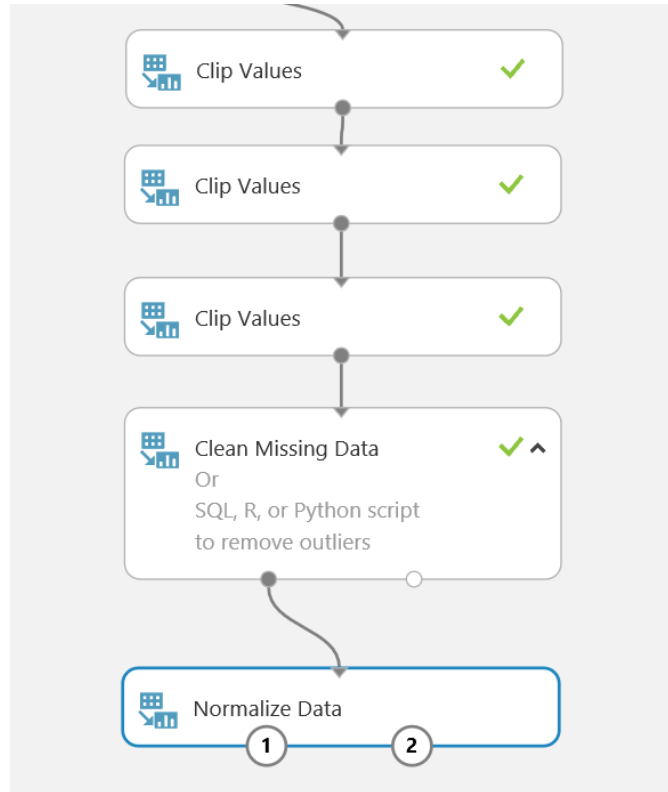 Clip Values
Clip Values
Clip Values
Clean Missing Data
Or
SQL, R, or Python script
to remove outliers
Normalize Data
1 2